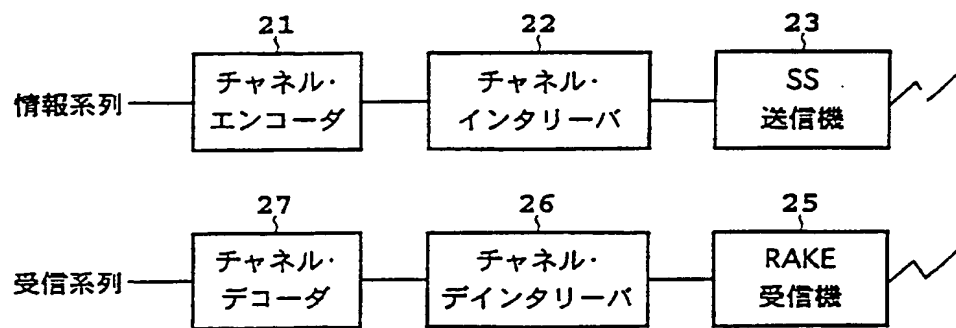 21
22
23
情報系列
チャネル・
エンコーダ
チャネル・
インタリーバ
SS
送信機
27
26
25
受信系列
チャネル・
デコーダ
チャネル・
デインタリーバ
RAKE
受信機